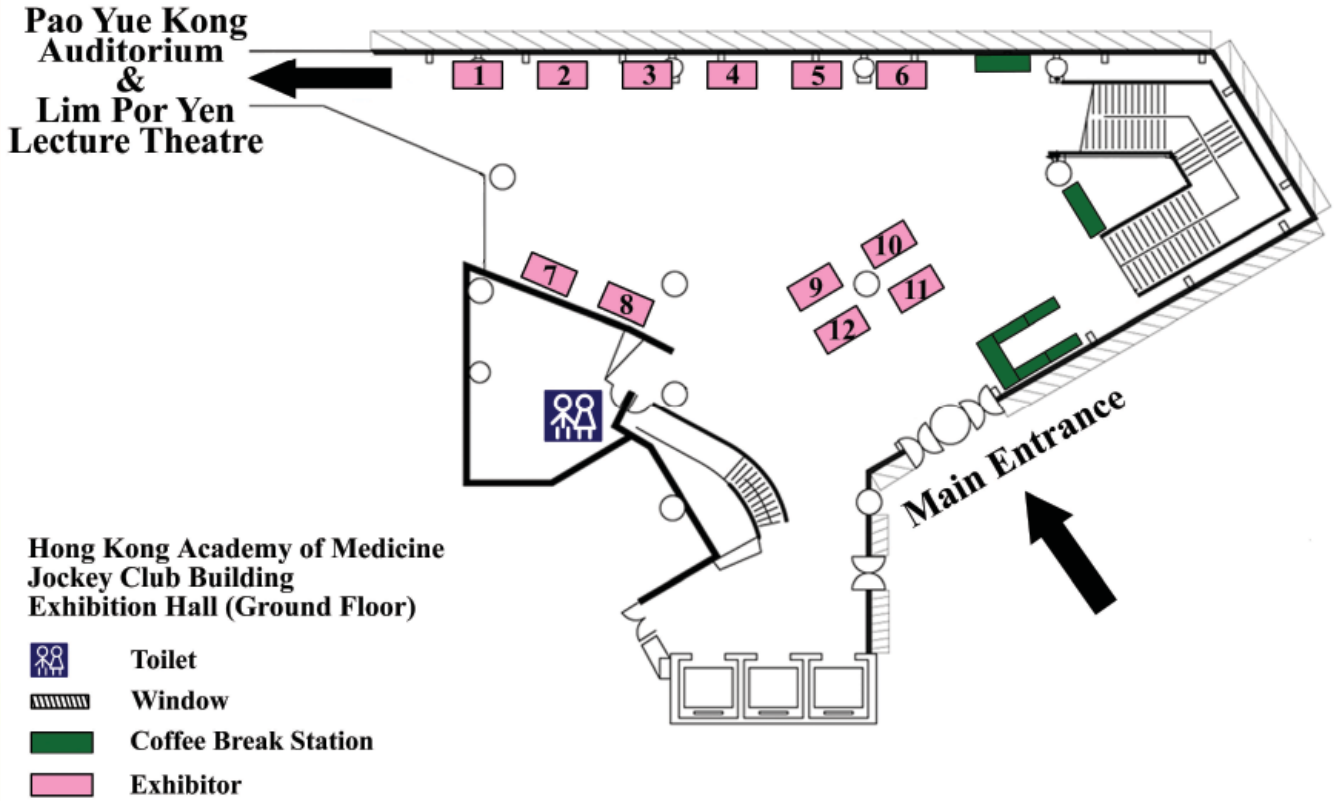 Pao Yue Kong
Auditorium
&
Lim Por Yen
Lecture Theatre
1
2
3
4
5
6
7
8
9
10
11
12
Main Entrance
Hong Kong Academy of Medicine
Jockey Club Building
Exhibition Hall (Ground Floor)
Toilet
Window
Coffee Break Station
Exhibitor